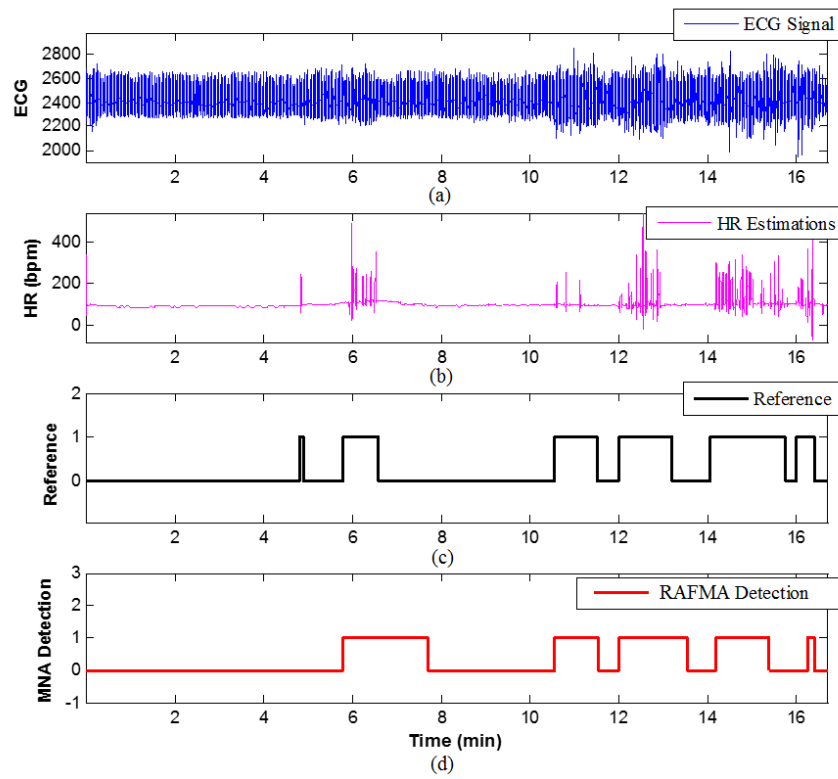 ECG Signal
ECG
2800
2600
2400
2200
2000
2 4 6 8 10 12 14 16
(a)
HR Estimations
HR (bpm)
400
200
0
2 4 6 8 10 12 14 16
(b)
Reference
Reference
2
1
0
2 4 6 8 10 12 14 16
(c)
RAFMA Detection
MNA Detection
3
2
1
0
-1
2 4 6 8 10 12 14 16
Time (min)
(d)